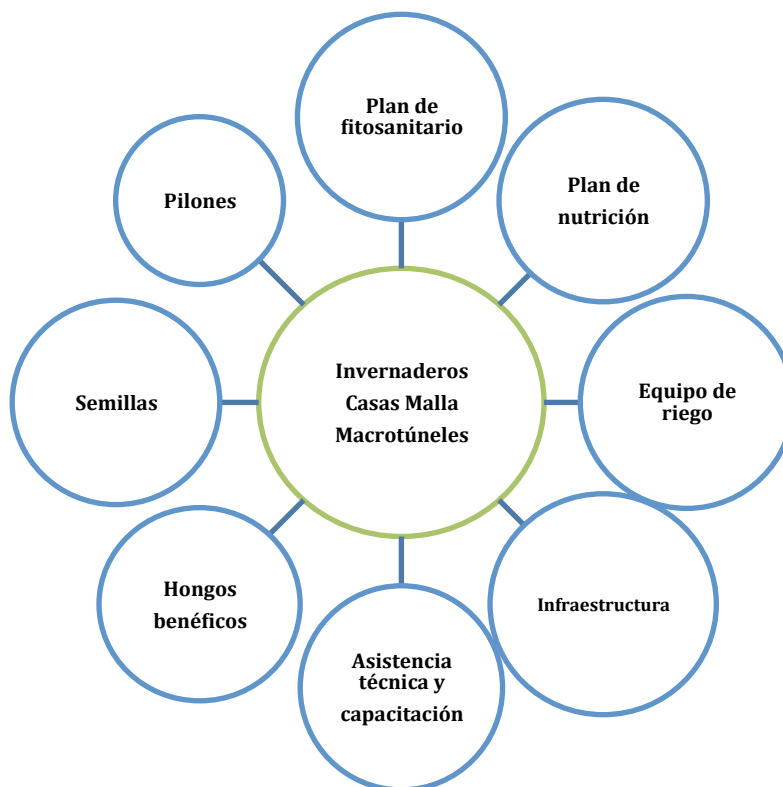 Plan de
fitosanitario
Plan de
nutrición
Equipo de
riego
Infraestructura
Asistencia
técnica y
capacitación
Hongos
benéficos
Semillas
Pilones
Invernaderos
Casas Malla
Macrotúneles